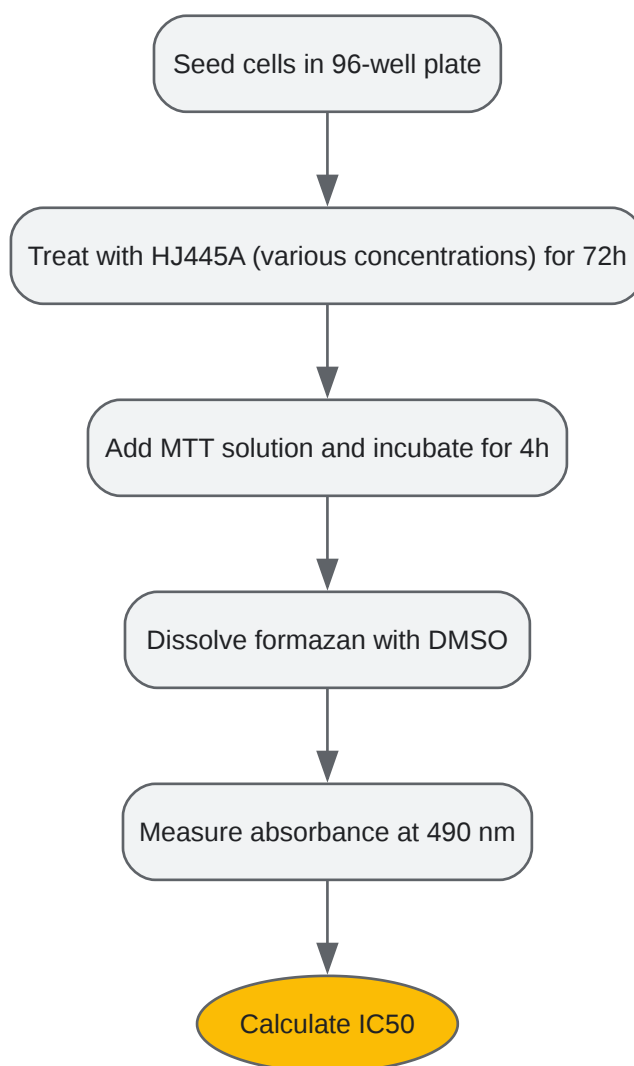 Seed cells in 96-well plate
Treat with HJ445A (various concentrations) for 72h
Add MTT solution and incubate for 4h
Dissolve formazan with DMSO
Measure absorbance at 490 nm
Calculate IC50